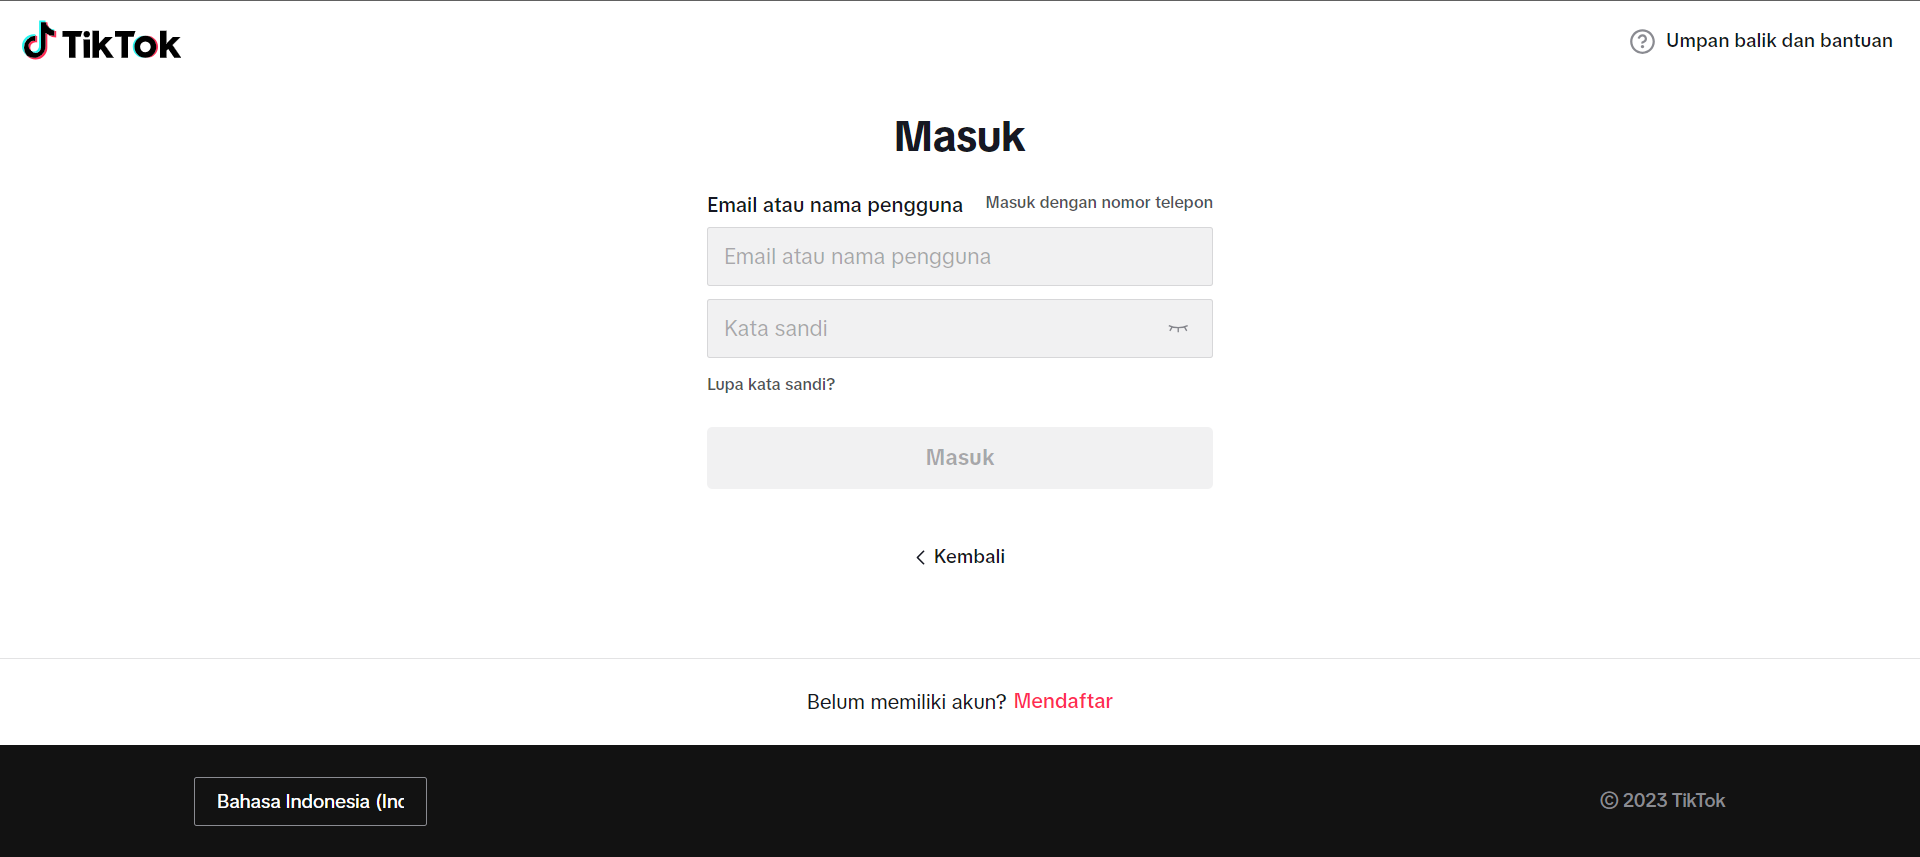 TikTok
Umpan balik dan bantuan
Masuk
Email atau nama pengguna
Masuk dengan nomor telepon
Email atau nama pengguna
Kata sandi
Lupa kata sandi?
Masuk
Kembali
Belum memiliki akun? Mendaftar
Bahasa Indonesia (Inc
© 2023 TikTok